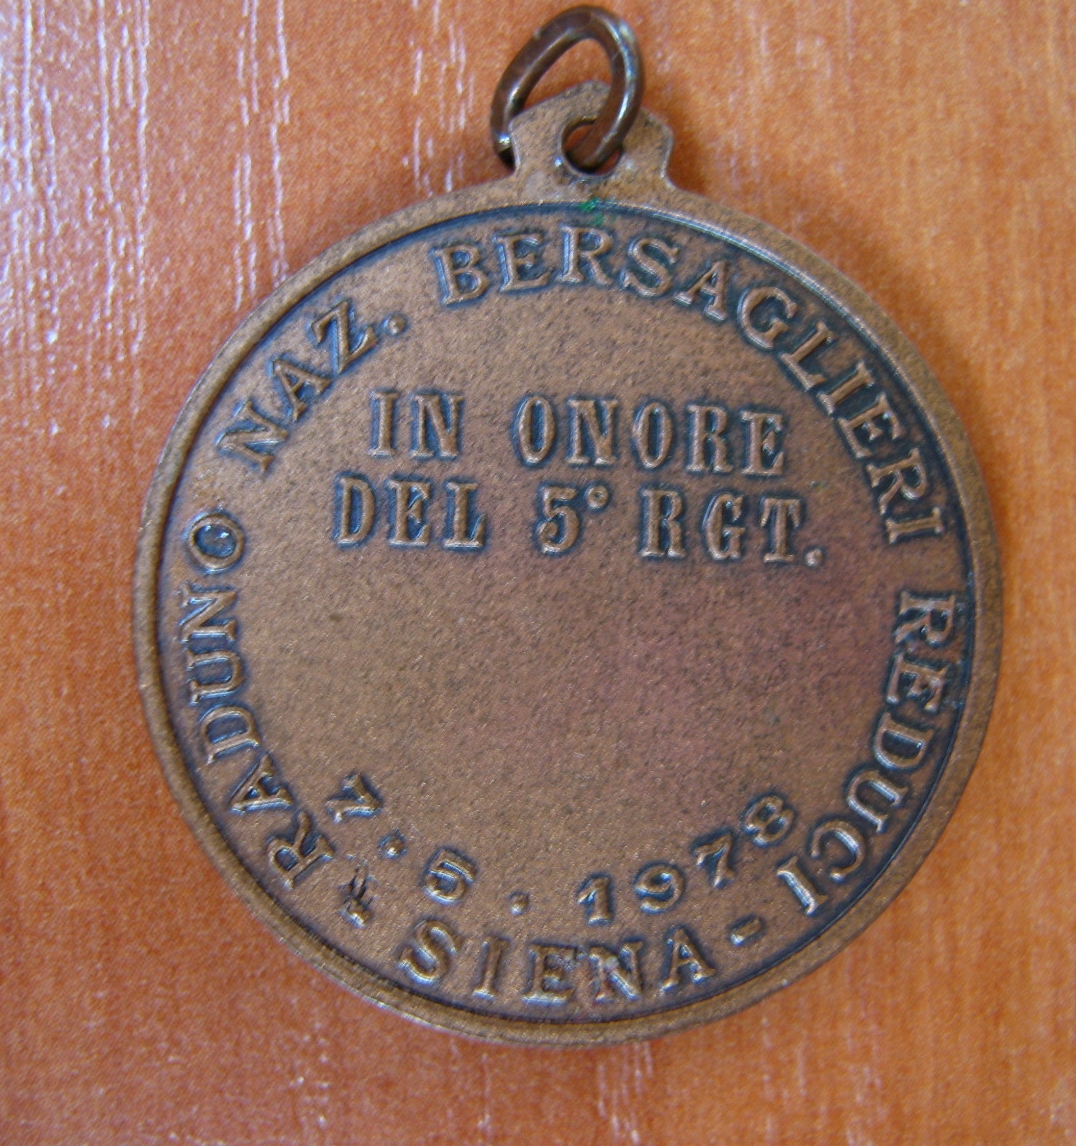 RADUNO NAZ. BERSAGLIERI REDUCI - SIENA
IN ONORE
DEL 5° RGT.
7.5.1978